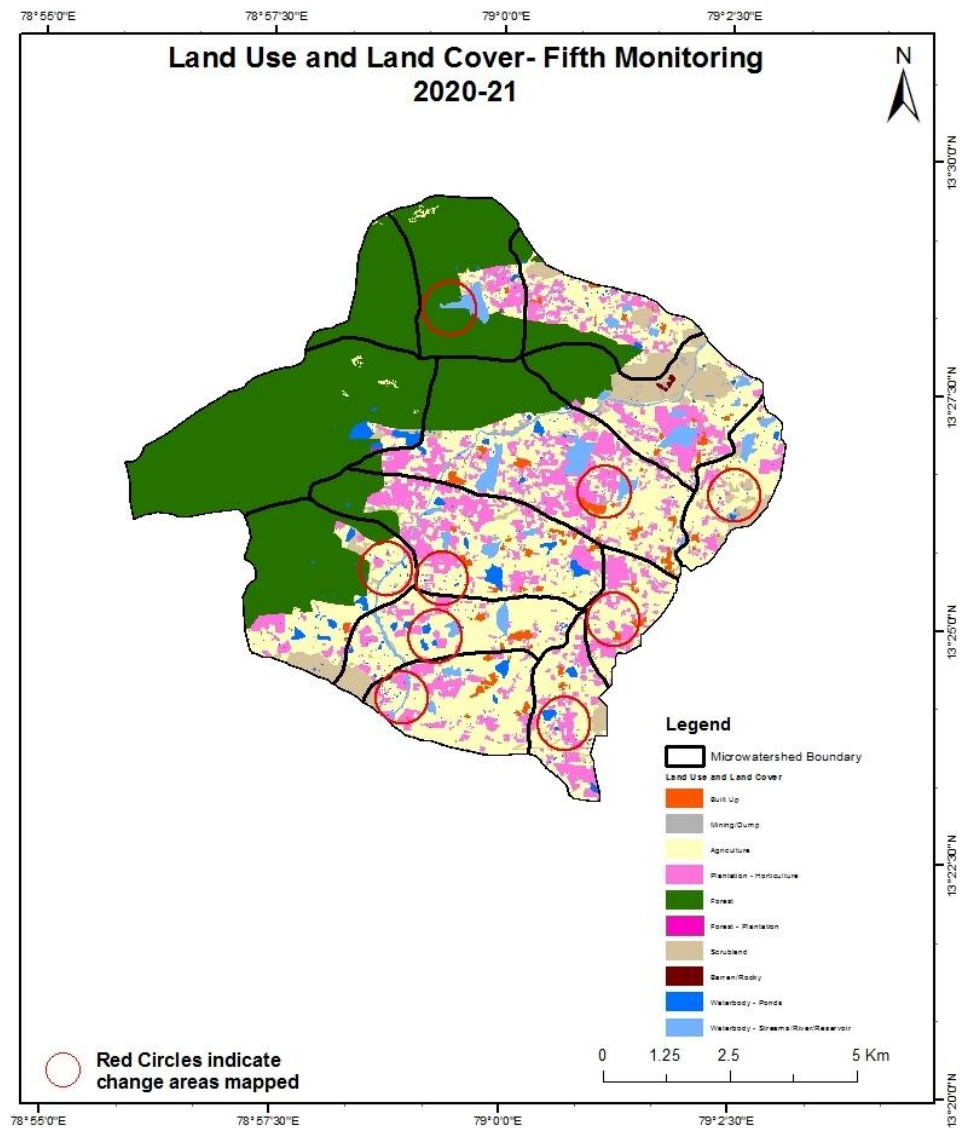 78°55'0"E 78°57'30"E 79°0'0"E 79°2'30"E
Land Use and Land Cover- Fifth Monitoring
2020-21
N
13°30'0"N
13°27'30"N
13°25'0"N
13°22'30"N
13°20'0"N
Legend
Microwatershed Boundary
Land Use and Land Cover
Built Up
Mining/Dump
Agriculture
Plantation - Horticulture
Forest
Forest - Plantation
Scrubland
Barren/Rocky
Waterbody - Ponds
Waterbody - Streams/River/Reservoir
Red Circles indicate
change areas mapped
0 1.25 2.5 5 Km
78°55'0"E 78°57'30"E 79°0'0"E 79°2'30"E